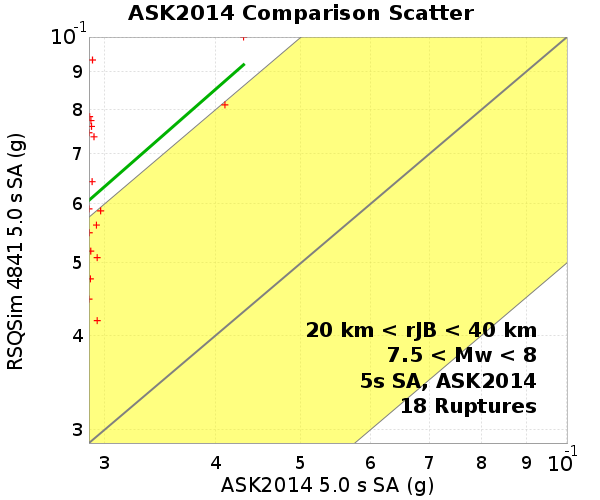 ASK2014 Comparison Scatter
10⁻¹
9
8
7
6
5
4
3
RSQSim 4841 5.0 s SA (g)
20 km < rJB < 40 km
7.5 < Mw < 8
5s SA, ASK2014
18 Ruptures
3 4 5 6 7 8 9 10⁻¹
ASK2014 5.0 s SA (g)